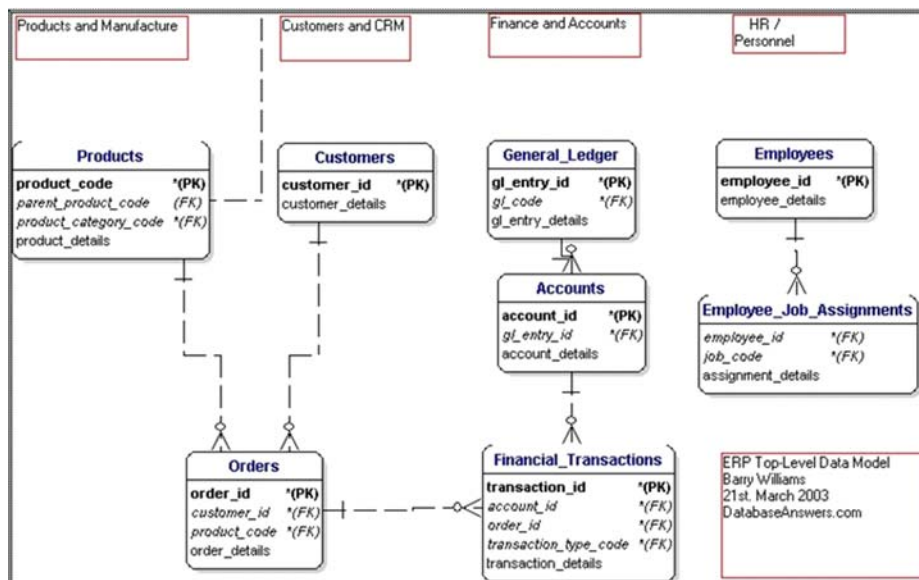 Products and Manufacture
Customers and CRM
Finance and Accounts
HR /
Personnel
Products
product_code *(PK)
parent_product_code (FK)
product_category_code *(FK)
product_details
Customers
customer_id *(PK)
customer_details
General_Ledger
gl_entry_id *(PK)
gl_code *(FK)
gl_entry_details
Employees
employee_id *(PK)
employee_details
Accounts
account_id *(PK)
gl_entry_id *(FK)
account_details
Employee_Job_Assignments
employee_id *(FK)
job_code *(FK)
assignment_details
Orders
order_id *(PK)
customer_id *(FK)
product_code *(FK)
order_details
Financial_Transactions
transaction_id *(PK)
account_id *(FK)
order_id *(FK)
transaction_type_code *(FK)
transaction_details
ERP Top-Level Data Model
Barry Williams
21st. March 2003
DatabaseAnswers.com